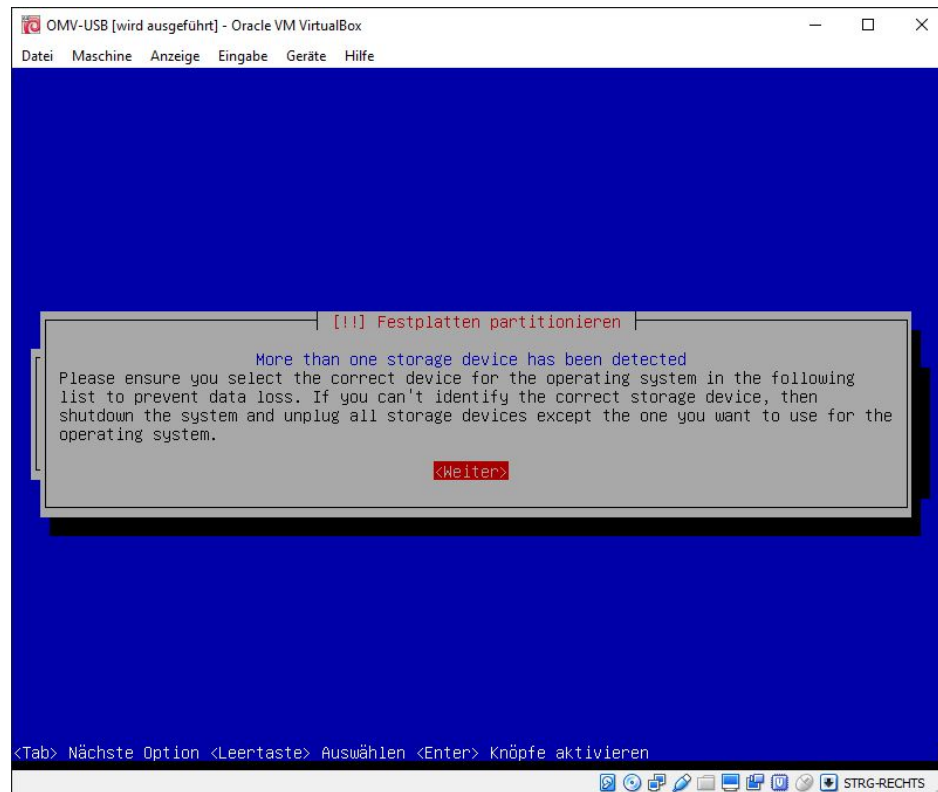 OMV-USB [wird ausgeführt] - Oracle VM VirtualBox
Datei Maschine Anzeige Eingabe Geräte Hilfe
[!!] Festplatten partitionieren
More than one storage device has been detected
Please ensure you select the correct device for the operating system in the following
list to prevent data loss. If you can't identify the correct storage device, then
shutdown the system and unplug all storage devices except the one you want to use for the
operating system.
<Weiter>
<Tab> Nächste Option <Leertaste> Auswählen <Enter> Knöpfe aktivieren
STRG-RECHTS